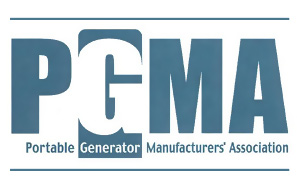 PGMA
Portable Generator Manufacturers' Association